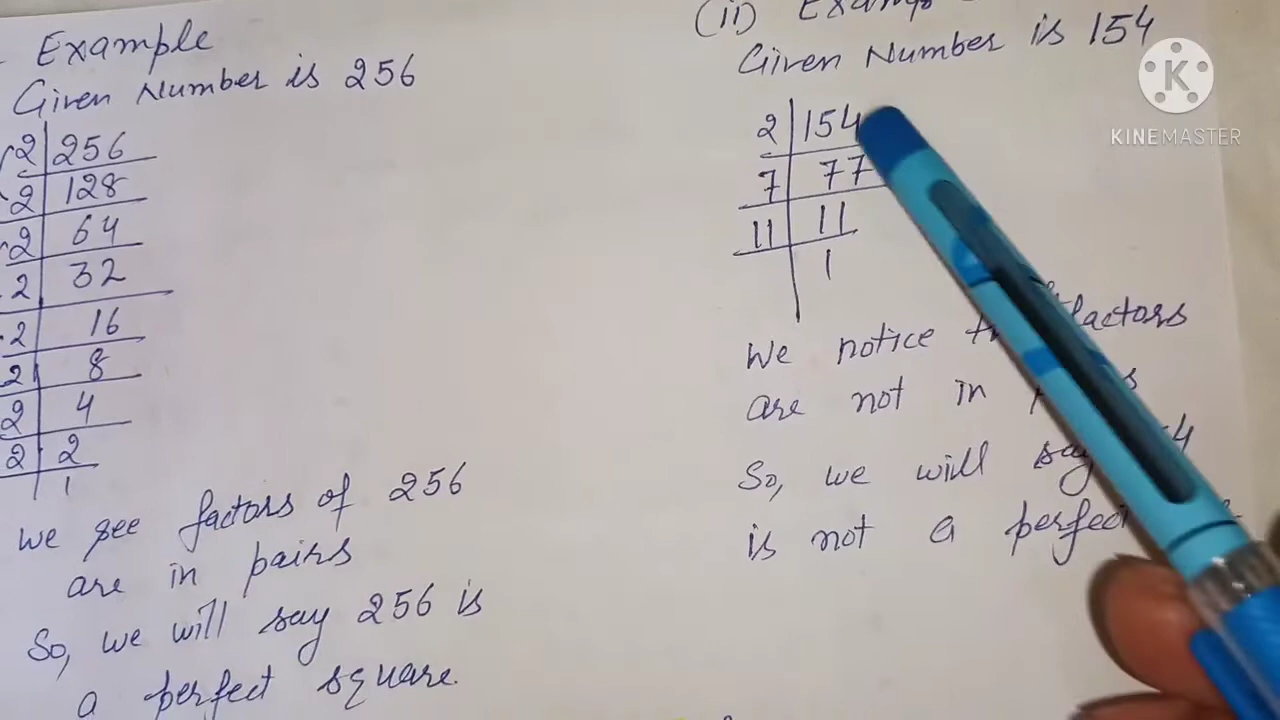 Example
Given Number is 256
2 256
2 128
2 64
2 32
2 16
2 8
2 4
2 2
1
We see factors of 256
are in pairs
So, we will say 256 is
a perfect square.
(ii) Examp
Given Number is 154
2 154
7 77
11 11
1
We notice factors
are not in
So, we will say
is not a perfect
KINEMASTER